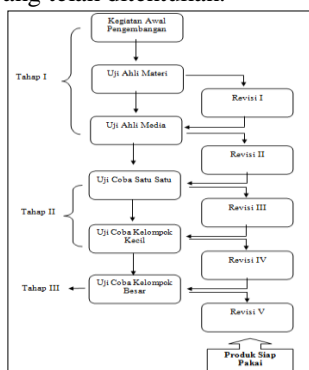 Kegiatan Awal
Pengembangan
Uji Ahli Materi
Tahap I
Revisi I
Uji Ahli Media
Revisi II
Uji Coba Satu Satu
Revisi III
Tahap II
Uji Coba Kelompok
Kecil
Revisi IV
Uji Coba Kelompok
Besar
Tahap III
Revisi V
Produk Siap
Pakai